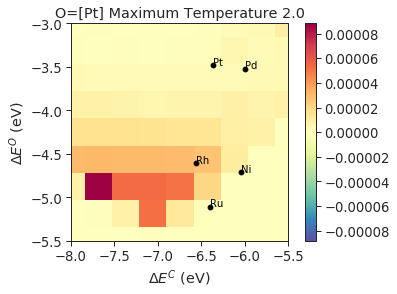 O=[Pt] Maximum Temperature 2.0
−3.0
−3.5
−4.0
−4.5
−5.0
−5.5
ΔE^O (eV)
Pt
Pd
Rh
Ni
Ru
−8.0 −7.5 −7.0 −6.5 −6.0 −5.5
ΔE^C (eV)
0.00008
0.00006
0.00004
0.00002
0.00000
−0.00002
−0.00004
−0.00006
−0.00008